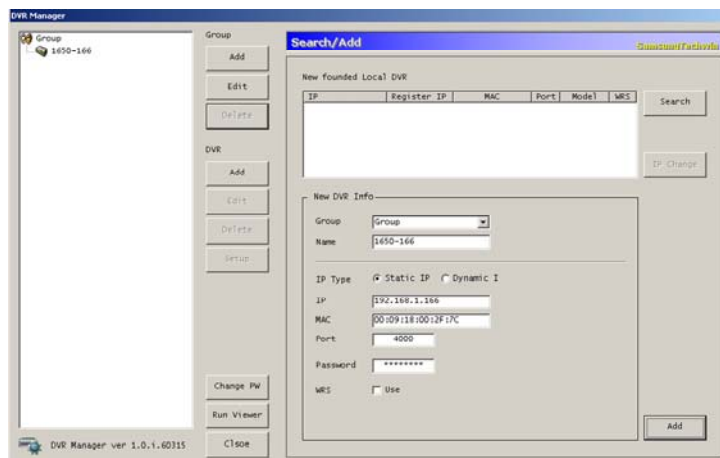 DVR Manager
Group
1650-166
Group
Add
Edit
Delete
DVR
Add
Edit
Delete
Setup
Change PW
Run Viewer
Clsoe
DVR Manager ver 1.0.i.60315
Search/Add
SamsungTechwin
New founded Local DVR
IP Register IP MAC Port Model WRS
Search
IP Change
New DVR Info
Group Group
Name 1650-166
IP Type Static IP Dynamic I
IP 192.168.1.166
MAC 00:09:18:00:2F:7C
Port 4000
Password ********
WRS Use
Add